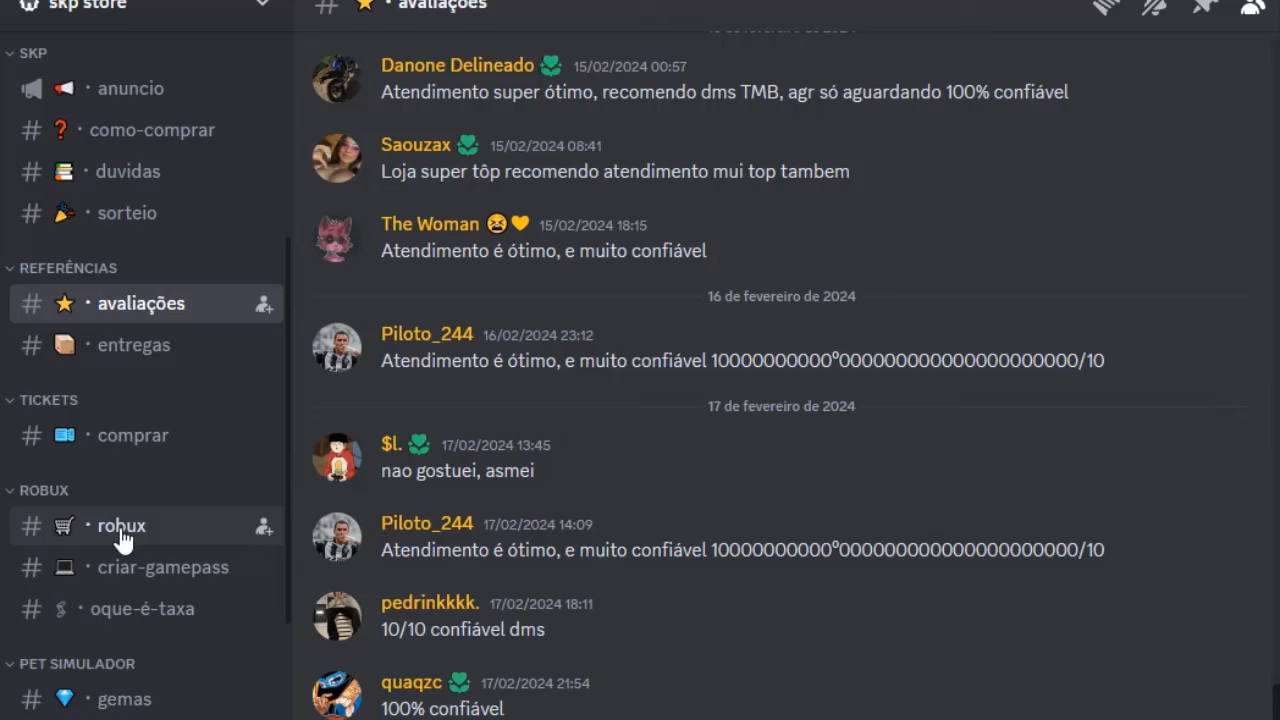 skp store
SKP
· anuncio
· como-comprar
· duvidas
· sorteio
REFERÊNCIAS
· avaliações
· entregas
TICKETS
· comprar
ROBUX
· robux
· criar-gamepass
· oque-é-taxa
PET SIMULADOR
· gemas
· avaliações
Danone Delineado 15/02/2024 00:57
Atendimento super ótimo, recomendo dms TMB, agr só aguardando 100% confiável
Saouzax 15/02/2024 08:41
Loja super tôp recomendo atendimento mui top tambem
The Woman 😫💛 15/02/2024 18:15
Atendimento é ótimo, e muito confiável
16 de fevereiro de 2024
Piloto_244 16/02/2024 23:12
Atendimento é ótimo, e muito confiável 10000000000⁰00000000000000000000000/10
17 de fevereiro de 2024
$l. 17/02/2024 13:45
nao gostuei, asmei
Piloto_244 17/02/2024 14:09
Atendimento é ótimo, e muito confiável 10000000000⁰00000000000000000000000/10
pedrinkkkk. 17/02/2024 18:11
10/10 confiável dms
quaqzc 17/02/2024 21:54
100% confiável